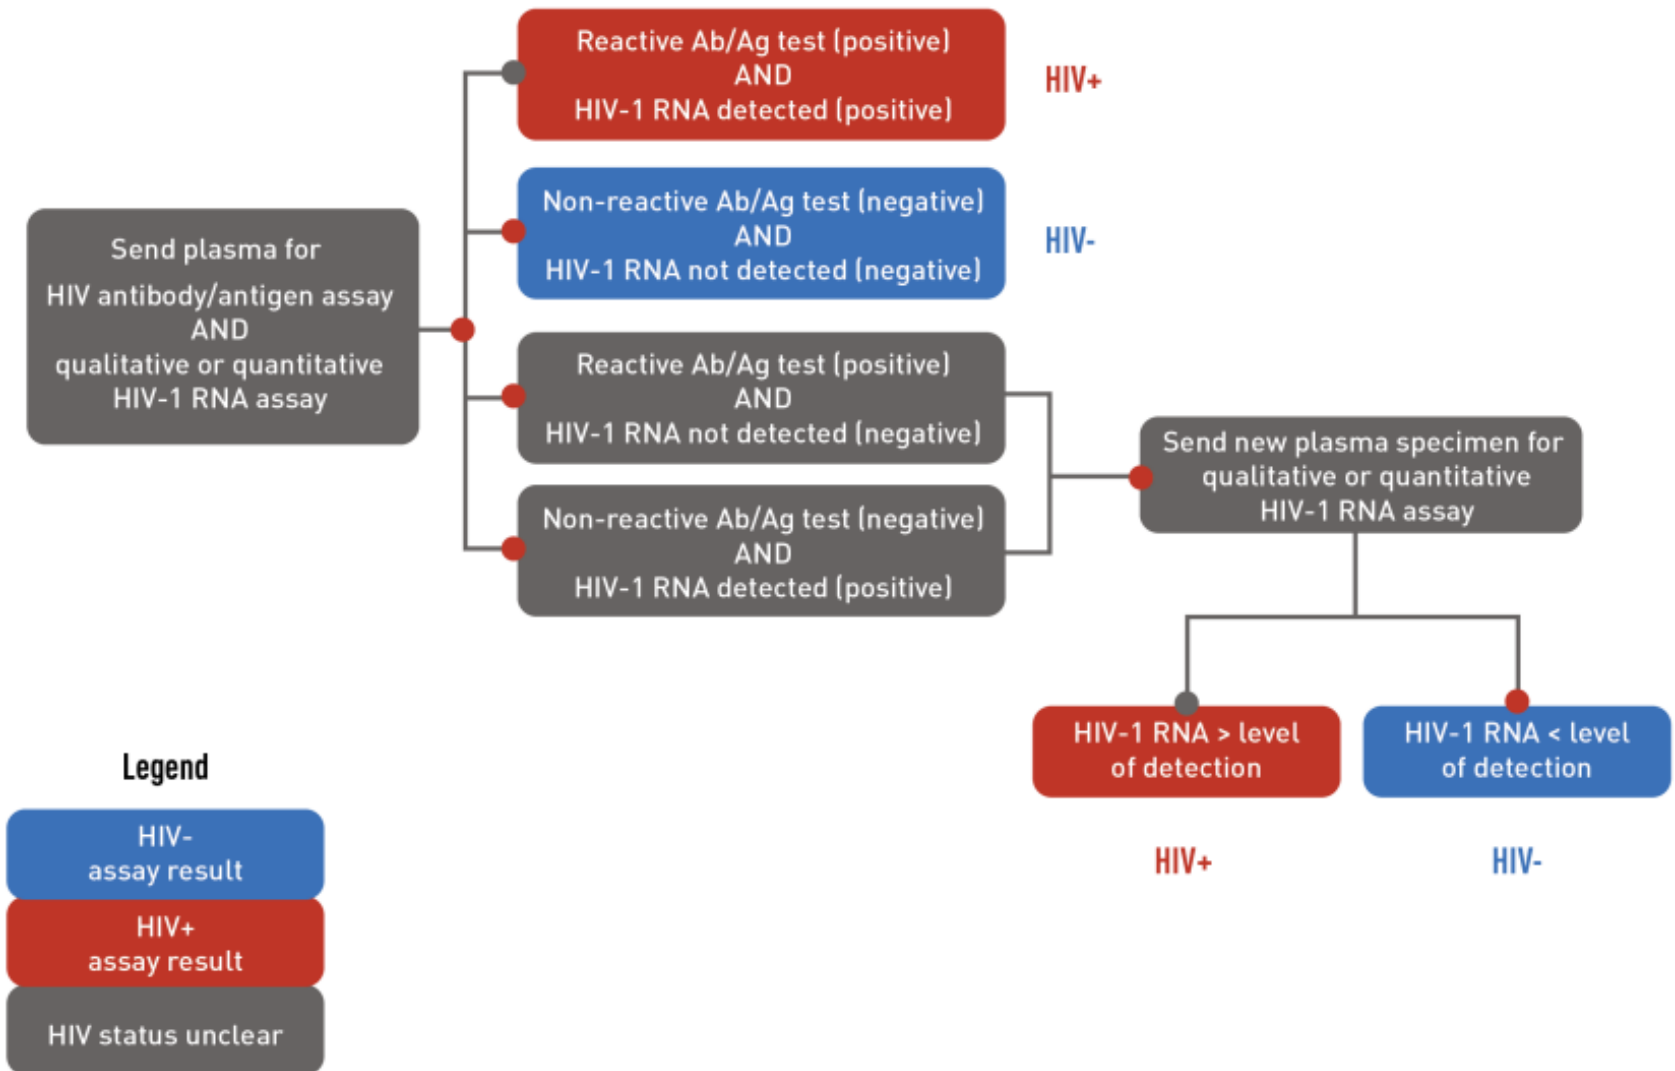 Reactive Ab/Ag test (positive)
AND
HIV-1 RNA detected (positive)
HIV+
Non-reactive Ab/Ag test (negative)
AND
HIV-1 RNA not detected (negative)
HIV-
Send plasma for
HIV antibody/antigen assay
AND
qualitative or quantitative
HIV-1 RNA assay
Reactive Ab/Ag test (positive)
AND
HIV-1 RNA not detected (negative)
Non-reactive Ab/Ag test (negative)
AND
HIV-1 RNA detected (positive)
Send new plasma specimen for
qualitative or quantitative
HIV-1 RNA assay
HIV-1 RNA > level
of detection
HIV+
HIV-1 RNA < level
of detection
HIV-
Legend
HIV-
assay result
HIV+
assay result
HIV status unclear